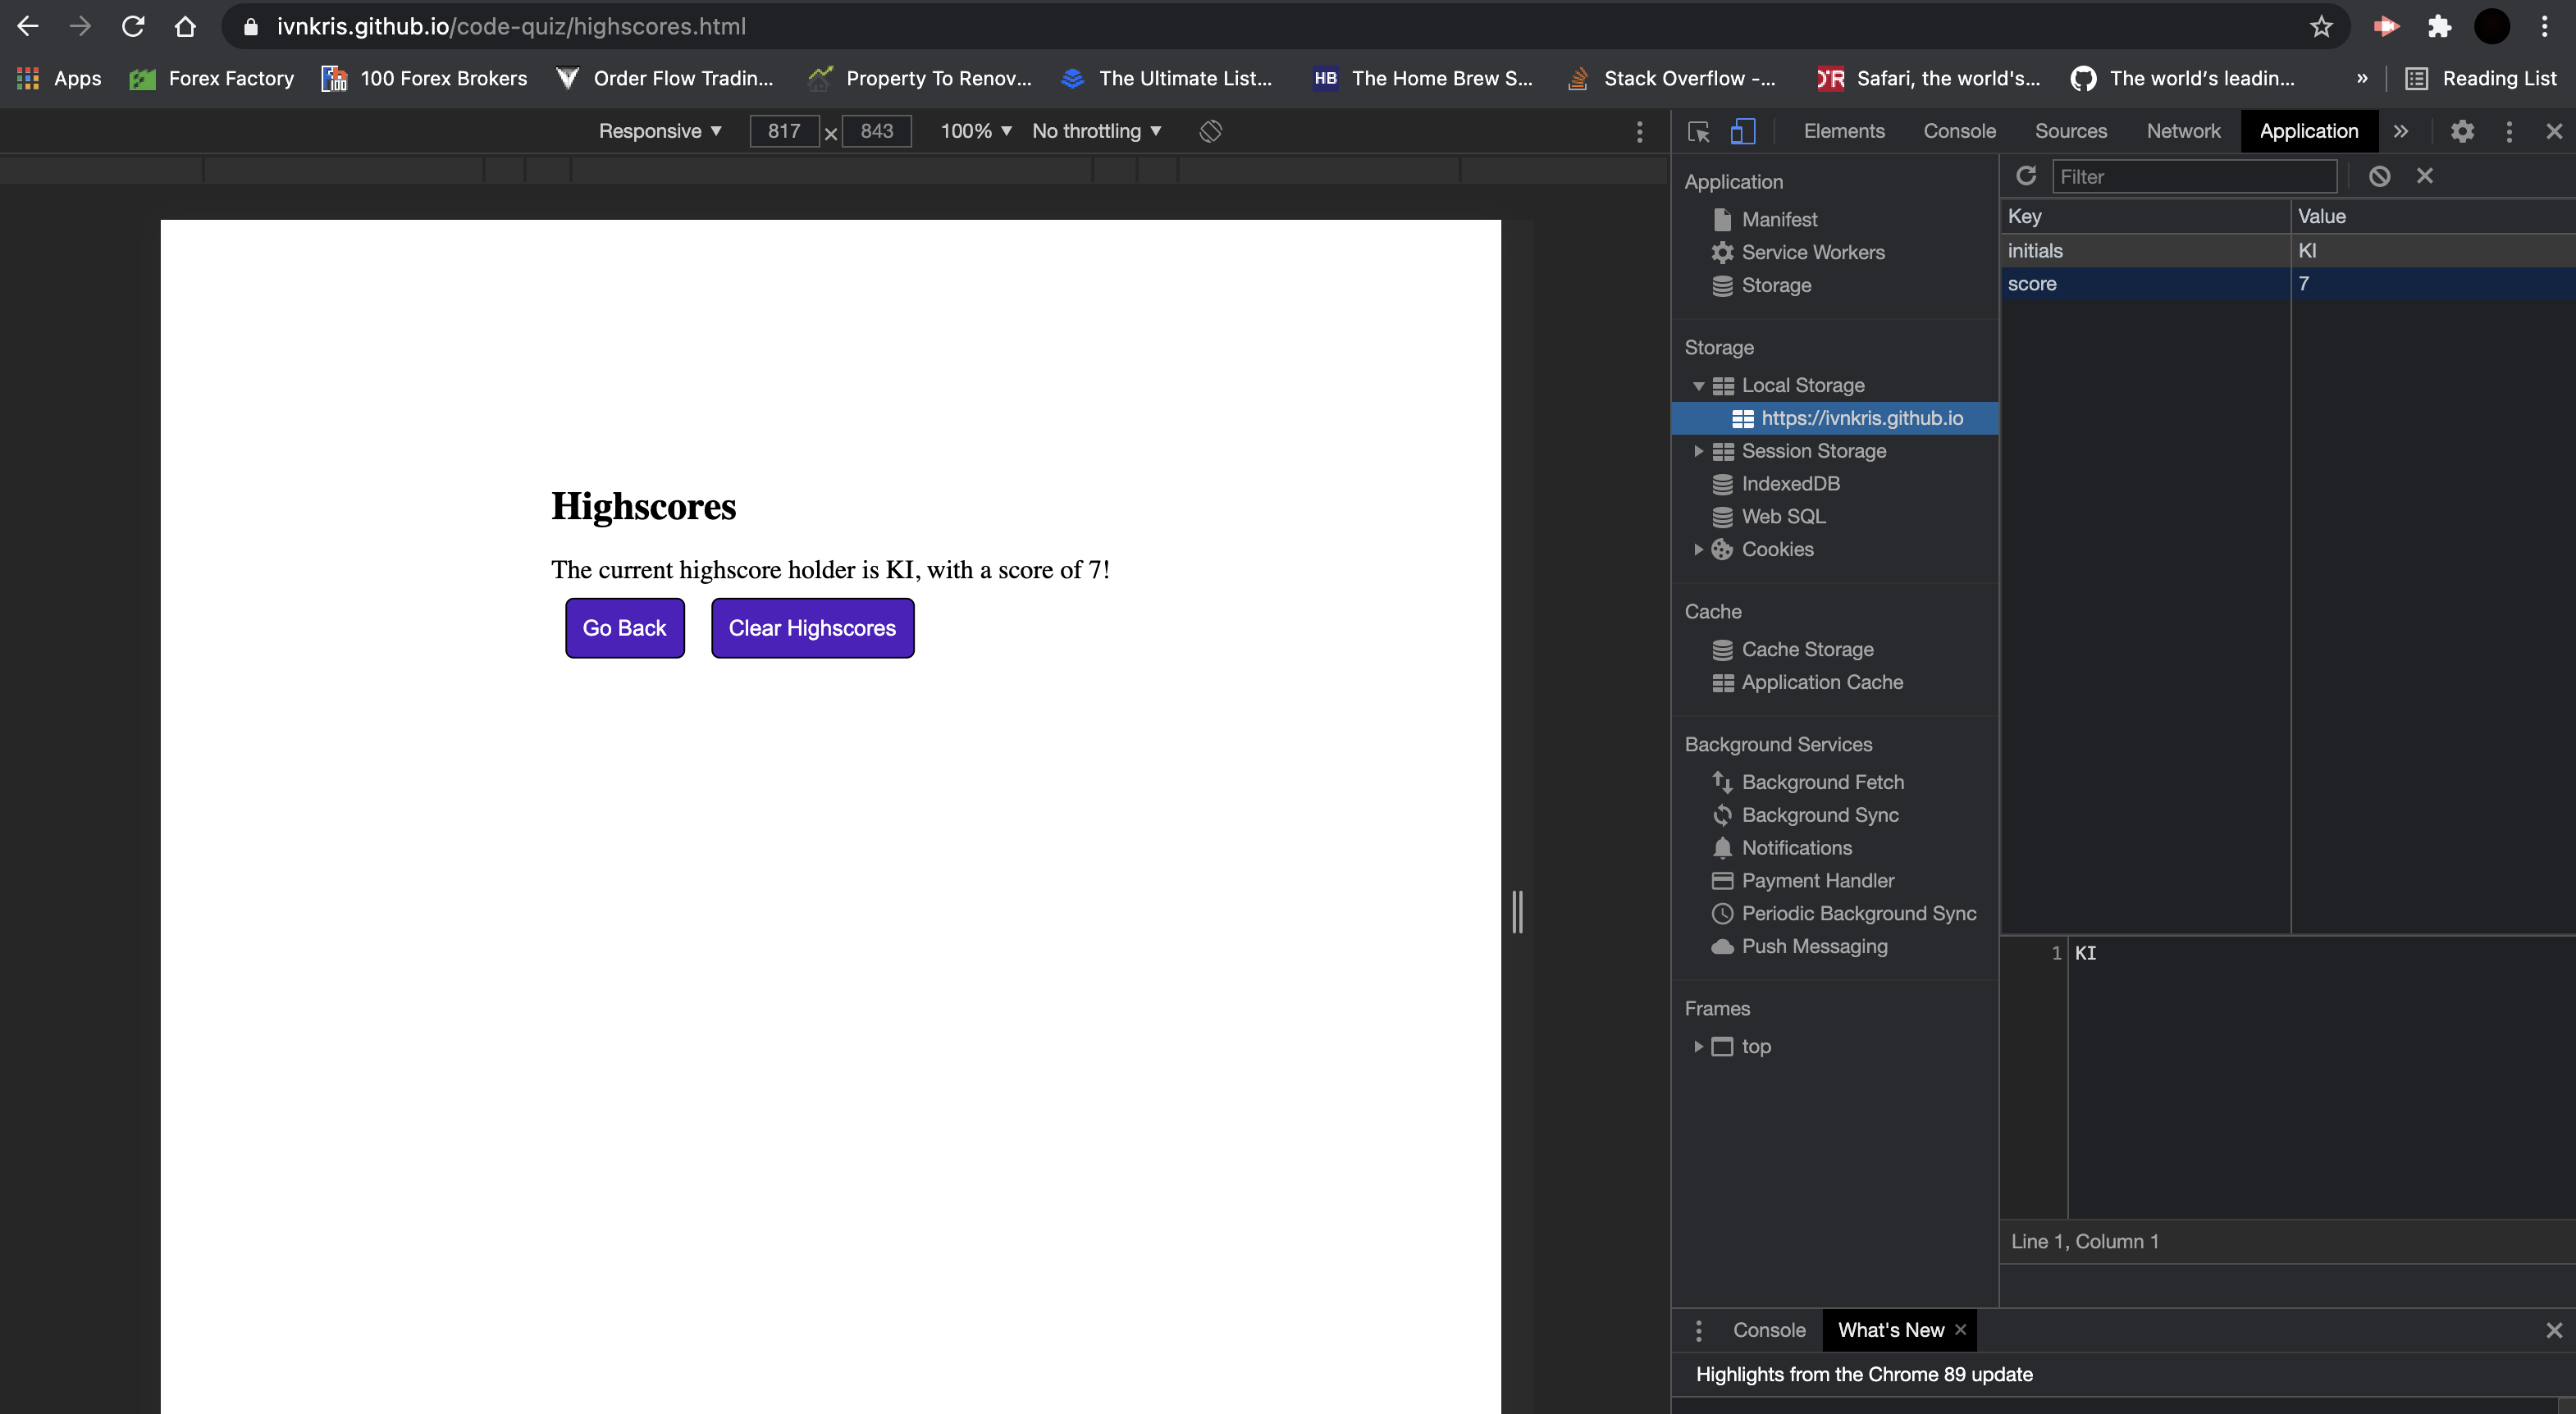 ivnkris.github.io/code-quiz/highscores.html
Apps Forex Factory 100 Forex Brokers Order Flow Tradin... Property To Renov... The Ultimate List... HB The Home Brew S... Stack Overflow -... Safari, the world's... The world's leadin... » Reading List
Responsive 817 × 843 100% No throttling
Elements Console Sources Network Application »
Highscores
The current highscore holder is KI, with a score of 7!
Go Back Clear Highscores
Application
Manifest
Service Workers
Storage
Storage
Local Storage
https://ivnkris.github.io
Session Storage
IndexedDB
Web SQL
Cookies
Cache
Cache Storage
Application Cache
Background Services
Background Fetch
Background Sync
Notifications
Payment Handler
Periodic Background Sync
Push Messaging
Frames
top
Filter
Key Value
initials KI
score 7
1 KI
Line 1, Column 1
Console What's New
Highlights from the Chrome 89 update